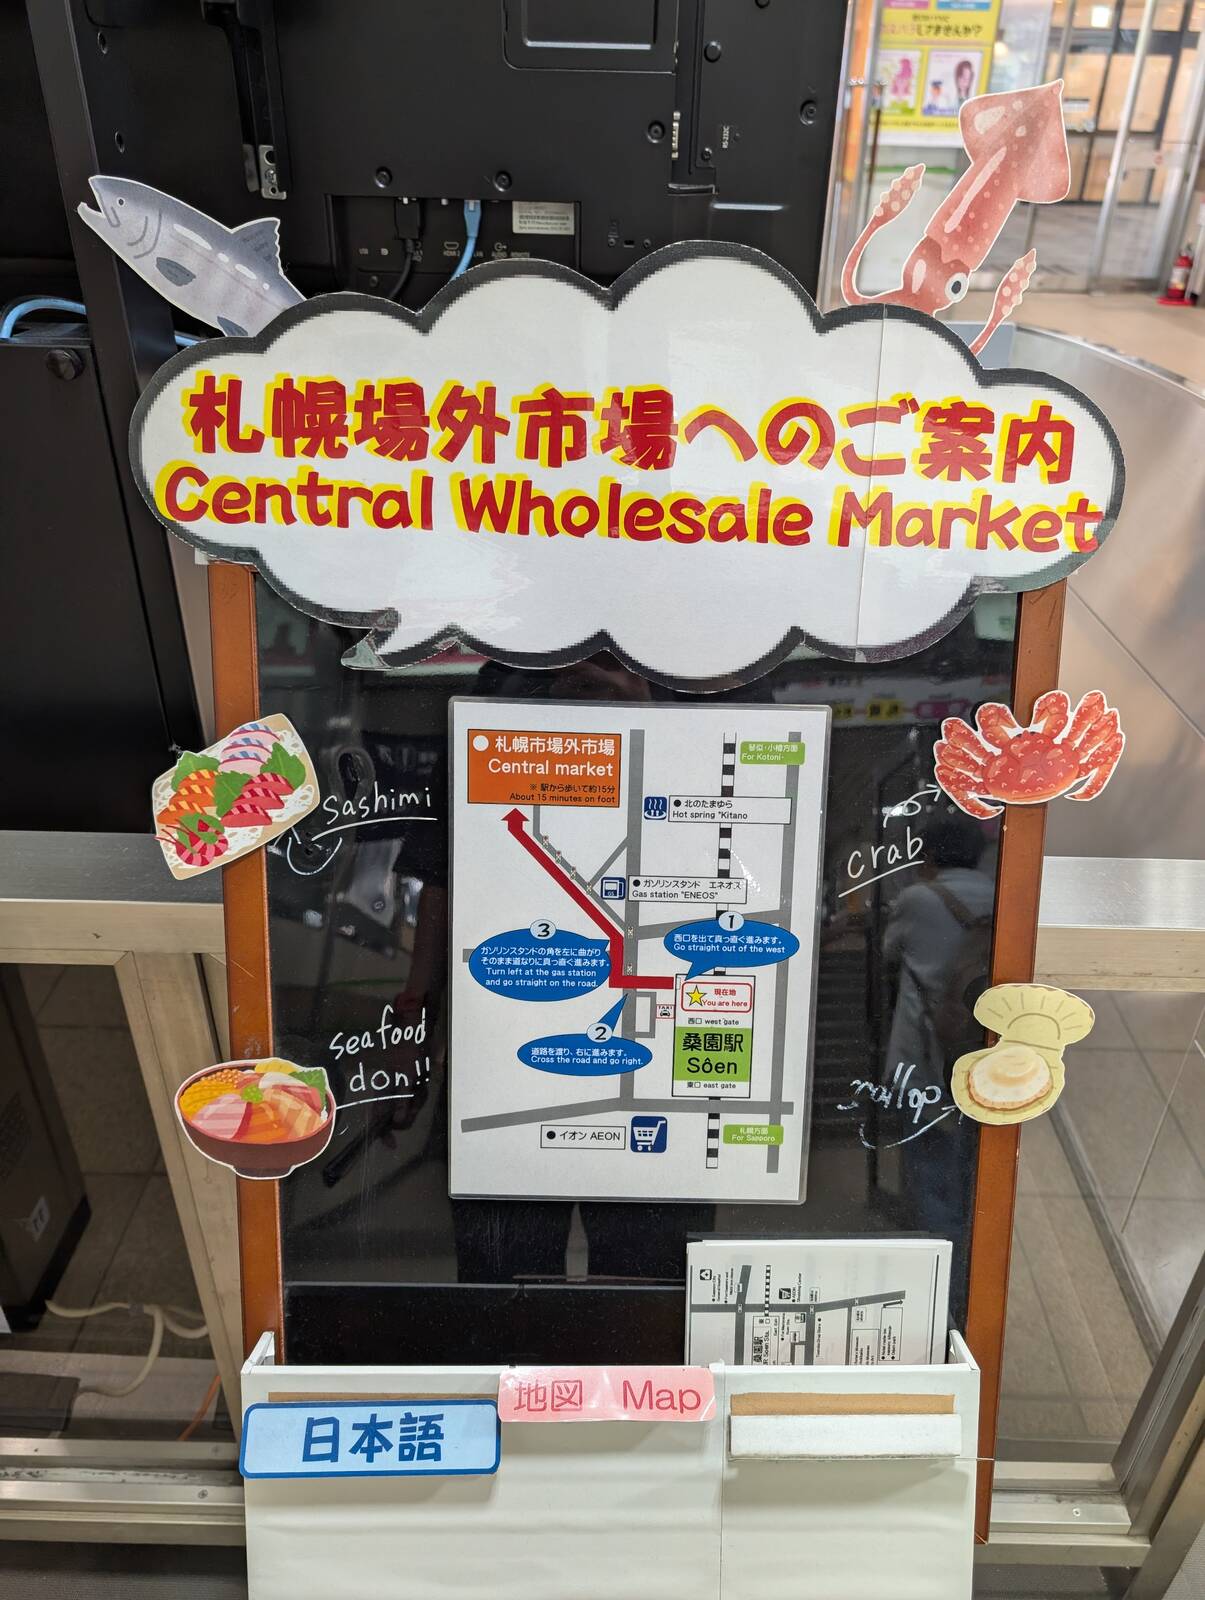 札幌場外市場へのご案内
Central Wholesale Market
札幌市場外市場
Central market
※ 駅から歩いて約15分
About 15 minutes on foot
琴似・小樽方面
For Kotoni・
北のたまゆら
Hot spring "Kitano
ガソリンスタンド エネオス
Gas station "ENEOS"
GS
1
西口を出て真っ直ぐ進みます。
Go straight out of the west
3
ガソリンスタンドの角を左に曲がり
そのまま道なりに真っ直ぐ進みます。
Turn left at the gas station
and go straight on the road.
現在地
You are here
TAXI
西口 west gate
2
道路を渡り、右に進みます。
Cross the road and go right.
桑園駅
Sôen
東口 east gate
イオン AEON
札幌方面
For Sapporo
sashimi
crab
seafood
don!!
地図 Map
日本語
RS-232C